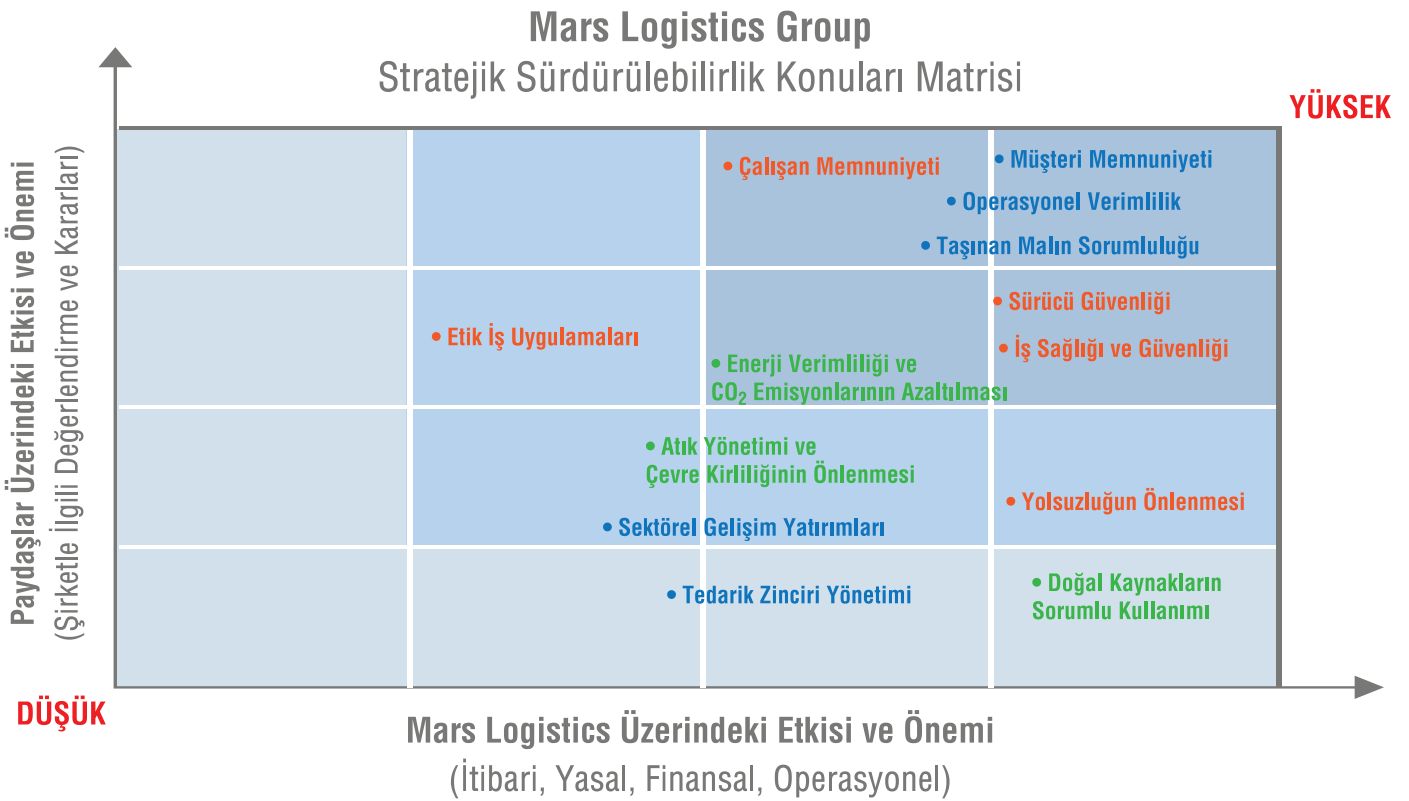 Mars Logistics Group
Stratejik Sürdürülebilirlik Konuları Matrisi
YÜKSEK
Paydaşlar Üzerindeki Etkisi ve Önemi
(Şirketle İlgili Değerlendirme ve Kararları)
• Çalışan Memnuniyeti
• Müşteri Memnuniyeti
• Operasyonel Verimlilik
• Taşınan Malın Sorumluluğu
• Sürücü Güvenliği
• Etik İş Uygulamaları
• İş Sağlığı ve Güvenliği
• Enerji Verimliliği ve
CO₂ Emisyonlarının Azaltılması
• Atık Yönetimi ve
Çevre Kirliliğinin Önlenmesi
• Yolsuzluğun Önlenmesi
• Sektörel Gelişim Yatırımları
• Tedarik Zinciri Yönetimi
• Doğal Kaynakların
Sorumlu Kullanımı
DÜŞÜK
Mars Logistics Üzerindeki Etkisi ve Önemi
(İtibari, Yasal, Finansal, Operasyonel)